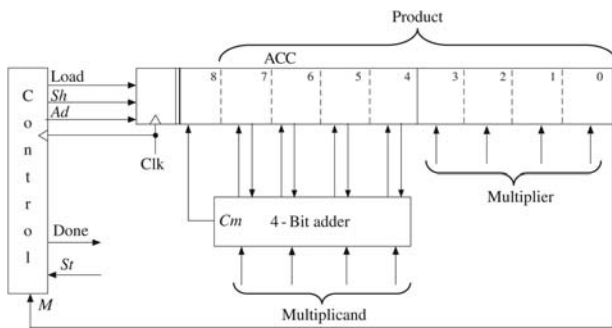 Product
ACC
Load
Sh
Ad
8 7 6 5 4 3 2 1 0
Control
Clk
Multiplier
Cm 4-Bit adder
Done
St
M
Multiplicand